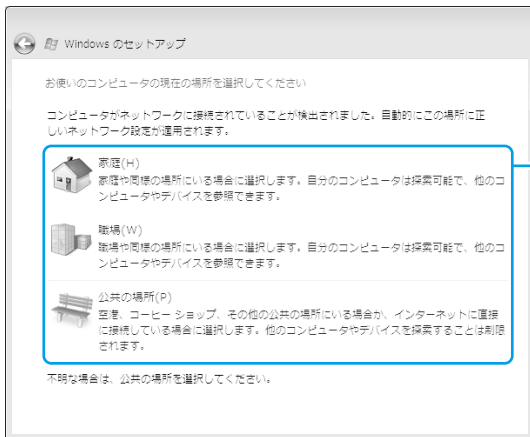 Windows のセットアップ
お使いのコンピュータの現在の場所を選択してください
コンピュータがネットワークに接続されていることが検出されました。自動的にこの場所に正
しいネットワーク設定が適用されます。
家庭(H)
家庭や同様の場所にいる場合に選択します。自分のコンピュータは探索可能で、他のコ
ンピュータやデバイスを参照できます。
職場(W)
職場や同様の場所にいる場合に選択します。自分のコンピュータは探索可能で、他のコ
ンピュータやデバイスを参照できます。
公共の場所(P)
空港、コーヒー ショップ、その他の公共の場所にいる場合か、インターネットに直接
に接続している場合に選択します。他のコンピュータやデバイスを探索することは制限
されます。
不明な場合は、公共の場所を選択してください。